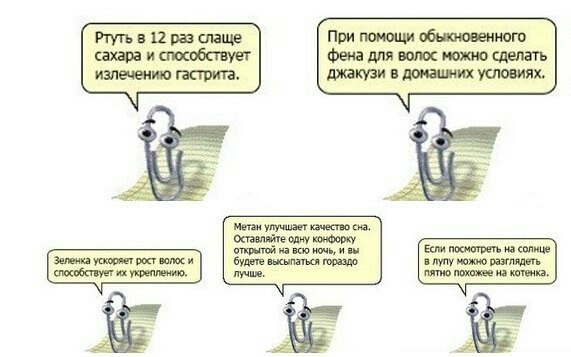 Ртуть в 12 раз слаще
сахара и способствует
излечению гастрита.
При помощи обыкновенного
фена для волос можно сделать
джакузи в домашних условиях.
Зеленка ускоряет рост волос и
способствует их укреплению.
Метан улучшает качество сна.
Оставляйте одну конфорку
открытой на всю ночь, и вы
будете высыпаться гораздо
лучше.
Если посмотреть на солнце
в лупу можно разглядеть
пятно похожее на котенка.